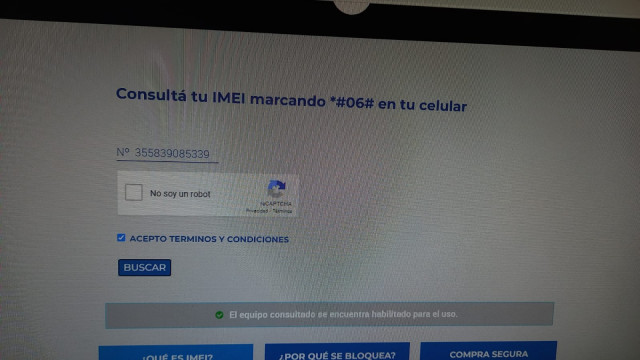 Consultá tu IMEI marcando *#06# en tu celular
Nº 355839085339
No soy un robot
reCAPTCHA
Privacidad - Términos
ACEPTO TERMINOS Y CONDICIONES
BUSCAR
El equipo consultado se encuentra habilitado para el uso.
¿QUÉ ES IMEI?
¿POR QUÉ SE BLOQUEA?
COMPRA SEGURA